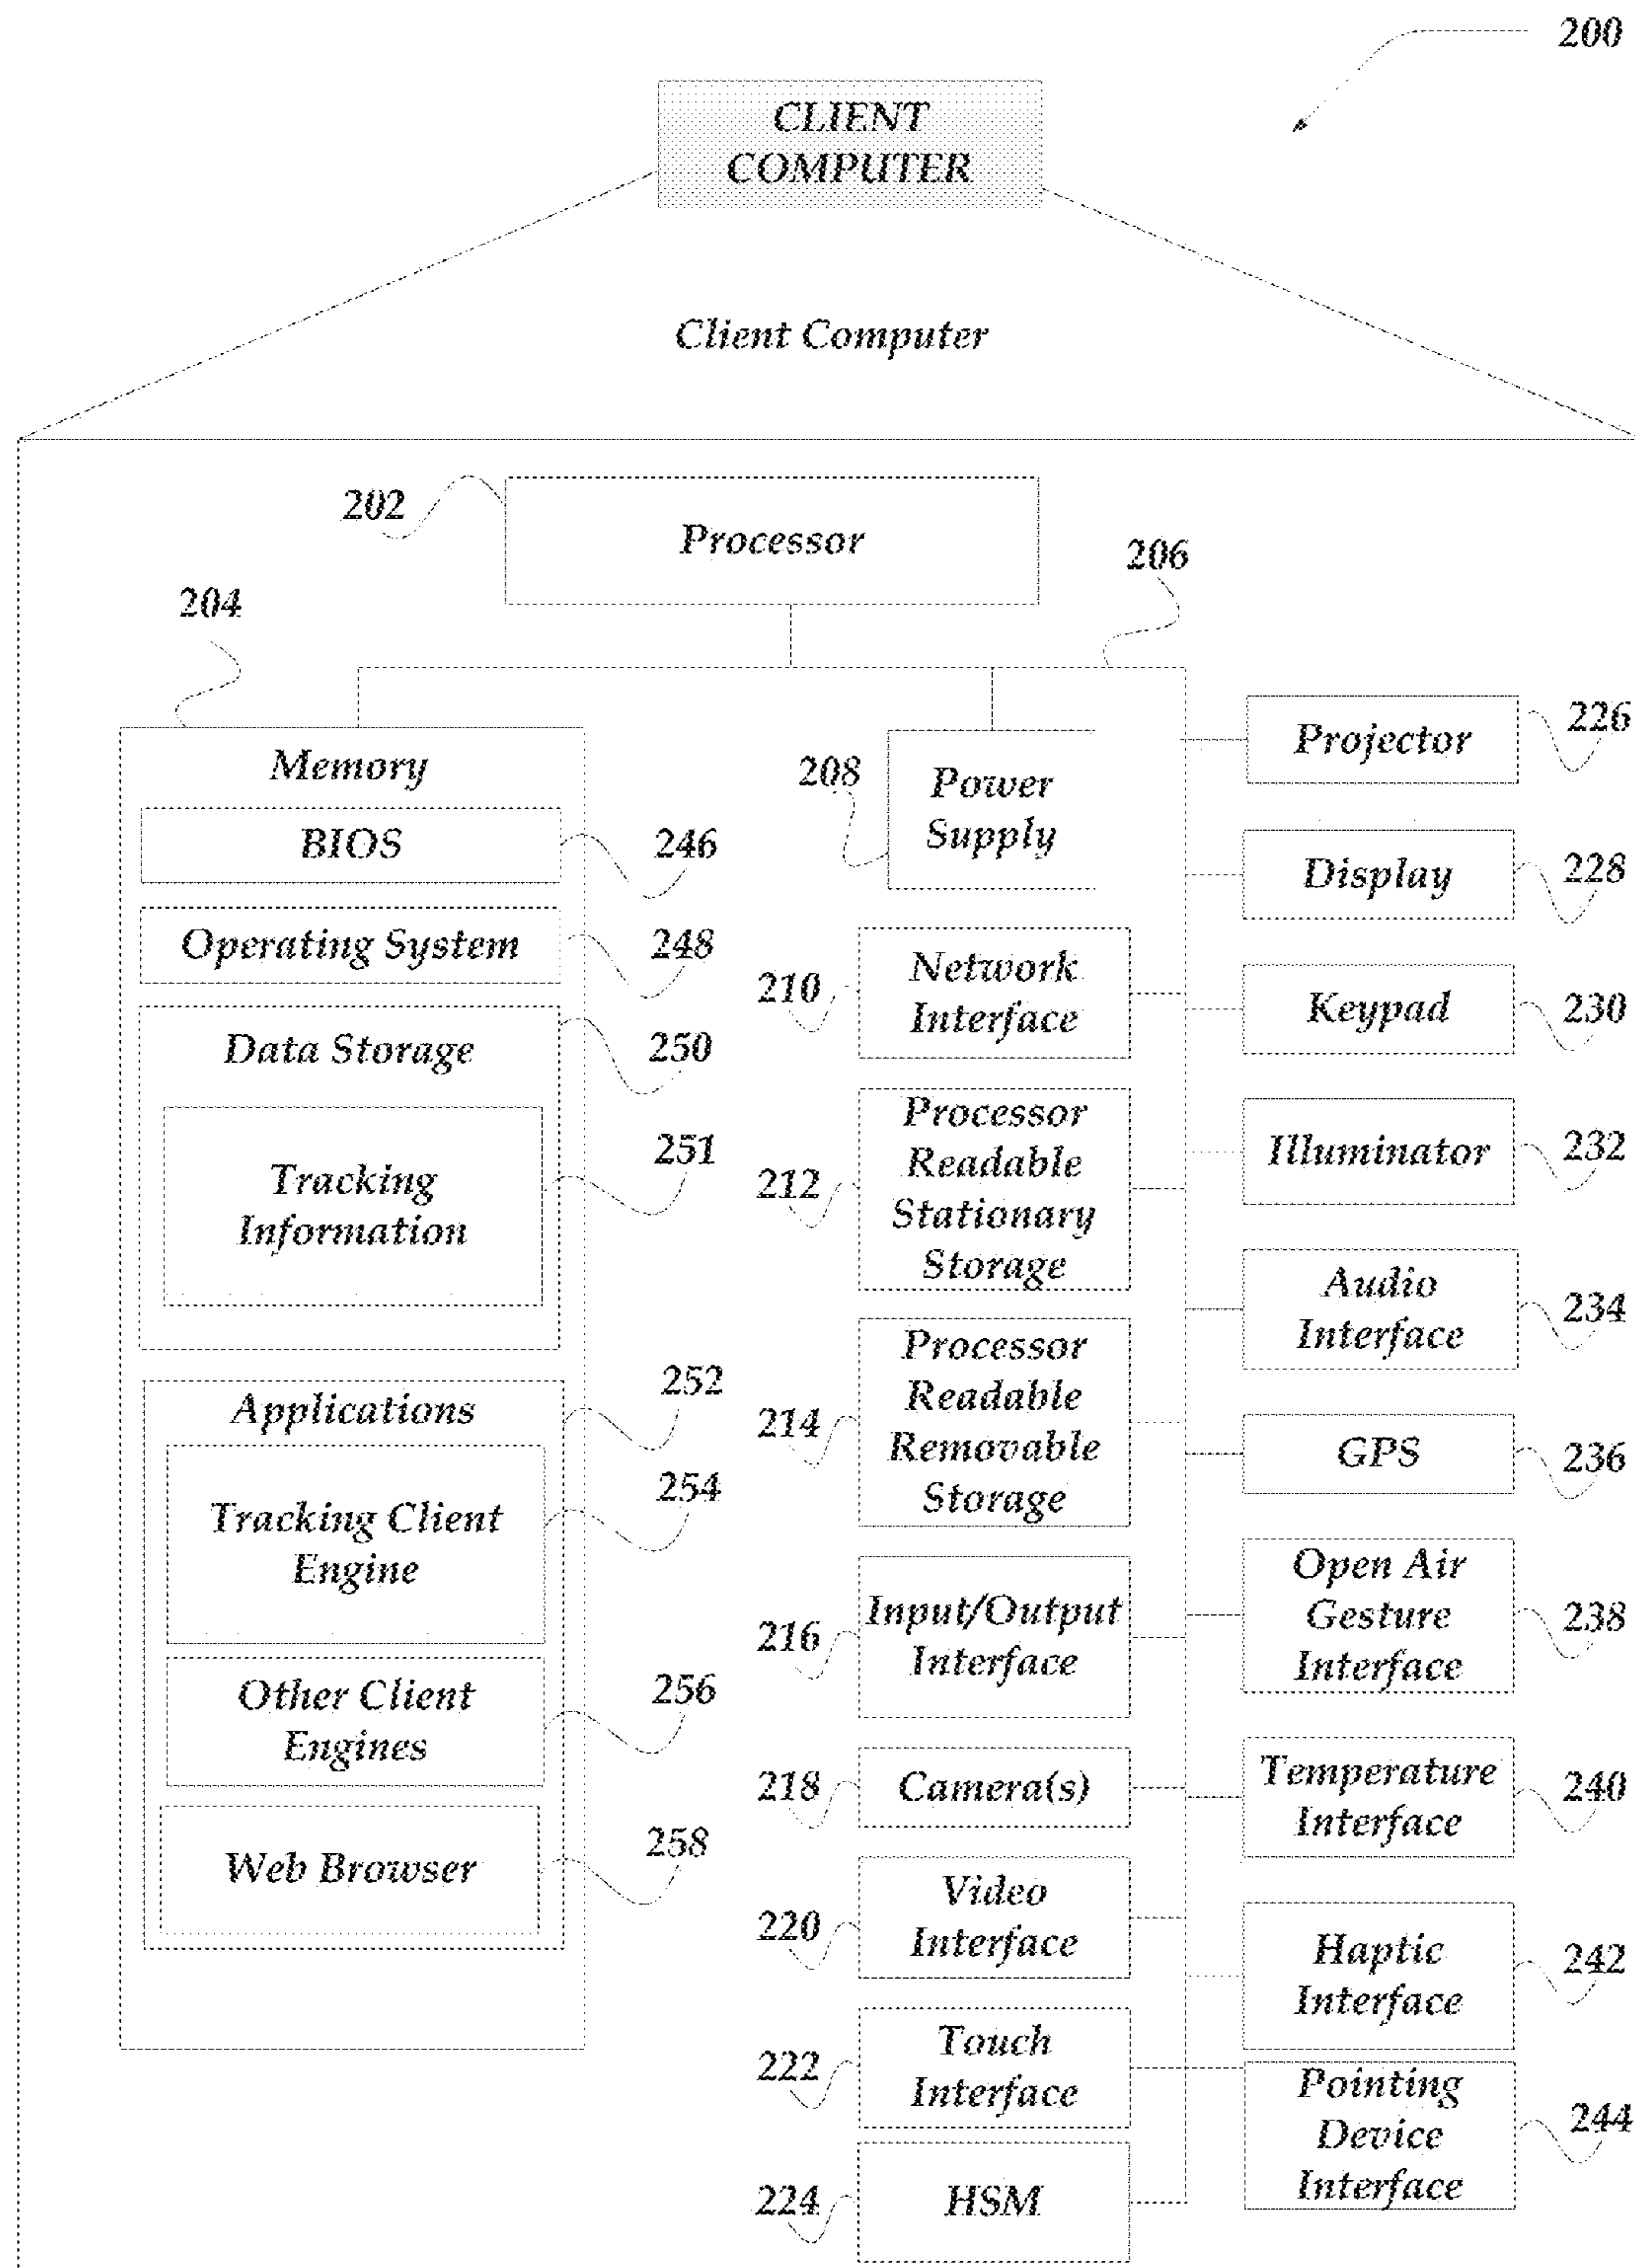 200
CLIENT
COMPUTER
Client Computer
202
Processor
206
204
Memory
BIOS
246
Operating System
248
Data Storage
250
Tracking
Information
251
Applications
252
Tracking Client
Engine
254
Other Client
Engines
256
Web Browser
258
208
Power
Supply
210
Network
Interface
212
Processor
Readable
Stationary
Storage
214
Processor
Readable
Removable
Storage
216
Input/Output
Interface
218
Camera(s)
220
Video
Interface
222
Touch
Interface
224
HSM
Projector
226
Display
228
Keypad
230
Illuminator
232
Audio
Interface
234
GPS
236
Open Air
Gesture
Interface
238
Temperature
Interface
240
Haptic
Interface
242
Pointing
Device
Interface
244